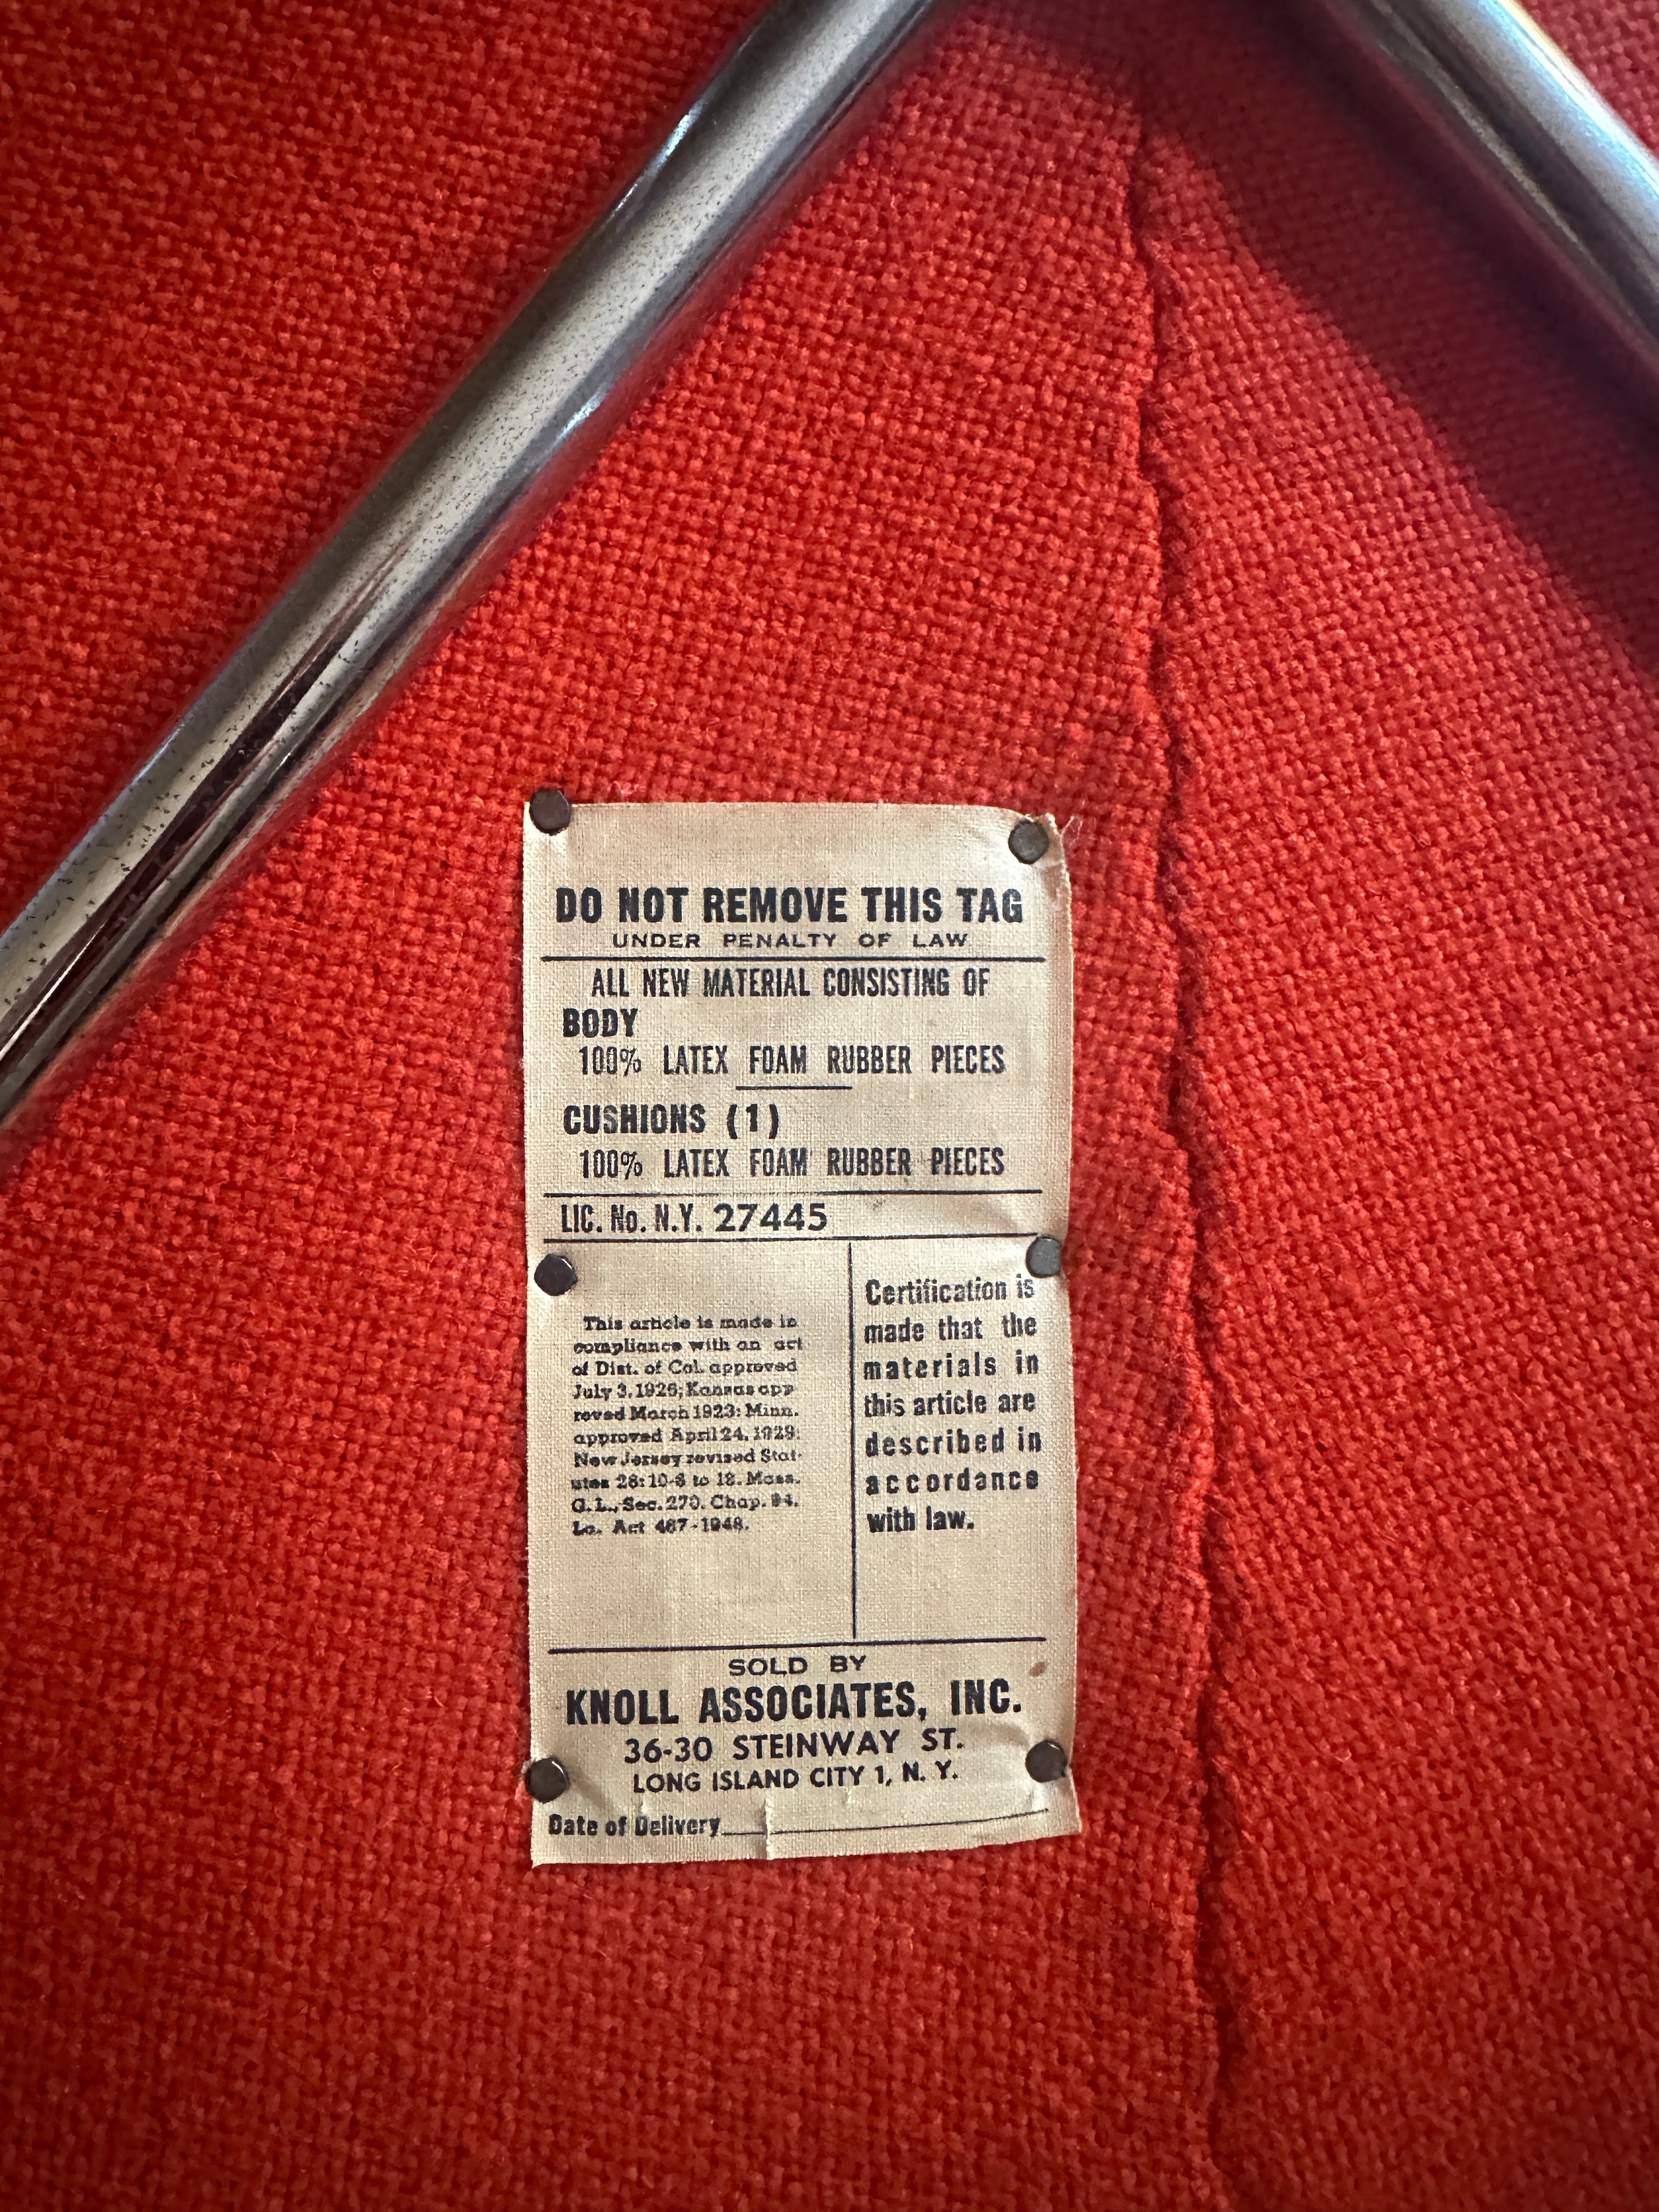 DO NOT REMOVE THIS TAG
UNDER PENALTY OF LAW
ALL NEW MATERIAL CONSISTING OF
BODY
100% LATEX FOAM RUBBER PIECES
CUSHIONS (1)
100% LATEX FOAM RUBBER PIECES
LIC. No. N.Y. 27445
This article is made in
compliance with an act
of Dist. of Col. approved
July 3, 1926; Kansas app
roved March 1923: Minn.
approved April 24, 1929:
New Jersey revised Stat-
utes 26:10-6 to 18. Mass.
G. L., Sec. 270. Chap. 94.
La. Act 467-1948.
Certification is
made that the
materials in
this article are
described in
accordance
with law.
SOLD BY
KNOLL ASSOCIATES, INC.
36-30 STEINWAY ST.
LONG ISLAND CITY 1, N. Y.
Date of Delivery